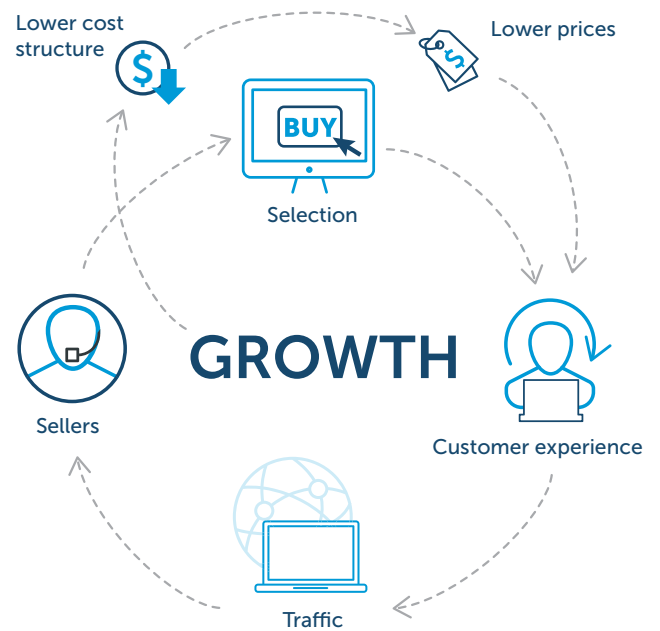 Lower cost
structure
$
Lower prices
$
BUY
Selection
GROWTH
Sellers
Customer experience
Traffic